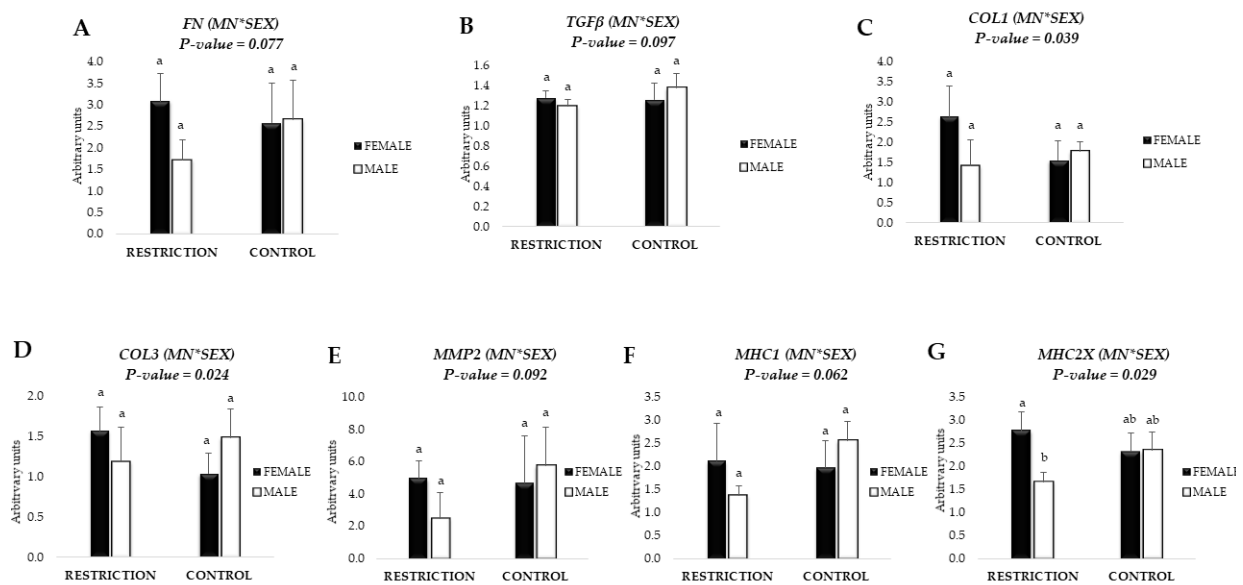 A
FN (MN*SEX)
P-value = 0.077
4.0
3.5
3.0
2.5
2.0
1.5
1.0
0.5
0.0
Arbitrary units
a
a
a
a
FEMALE
MALE
RESTRICTION
CONTROL
B
TGFβ (MN*SEX)
P-value = 0.097
1.6
1.4
1.2
1.0
0.8
0.6
0.4
0.2
0.0
Arbitrary units
a
a
a
a
FEMALE
MALE
RESTRICTION
CONTROL
C
COL1 (MN*SEX)
P-value = 0.039
4.0
3.5
3.0
2.5
2.0
1.5
1.0
0.5
0.0
Arbitrary units
a
a
a
a
FEMALE
MALE
RESTRICTION
CONTROL
D
COL3 (MN*SEX)
P-value = 0.024
2.0
1.5
1.0
0.5
0.0
Arbitrvary units
a
a
a
a
FEMALE
MALE
RESTRICTION
CONTROL
E
MMP2 (MN*SEX)
P-value = 0.092
10.0
8.0
6.0
4.0
2.0
0.0
Arbitrvary units
a
a
a
a
FEMALE
MALE
RESTRICTION
CONTROL
F
MHC1 (MN*SEX)
P-value = 0.062
3.5
3.0
2.5
2.0
1.5
1.0
0.5
0.0
Arbitrvary units
a
a
a
a
FEMALE
MALE
RESTRICTION
CONTROL
G
MHC2X (MN*SEX)
P-value = 0.029
3.5
3.0
2.5
2.0
1.5
1.0
0.5
0.0
Arbitrvary units
a
b
ab
ab
FEMALE
MALE
RESTRICTION
CONTROL